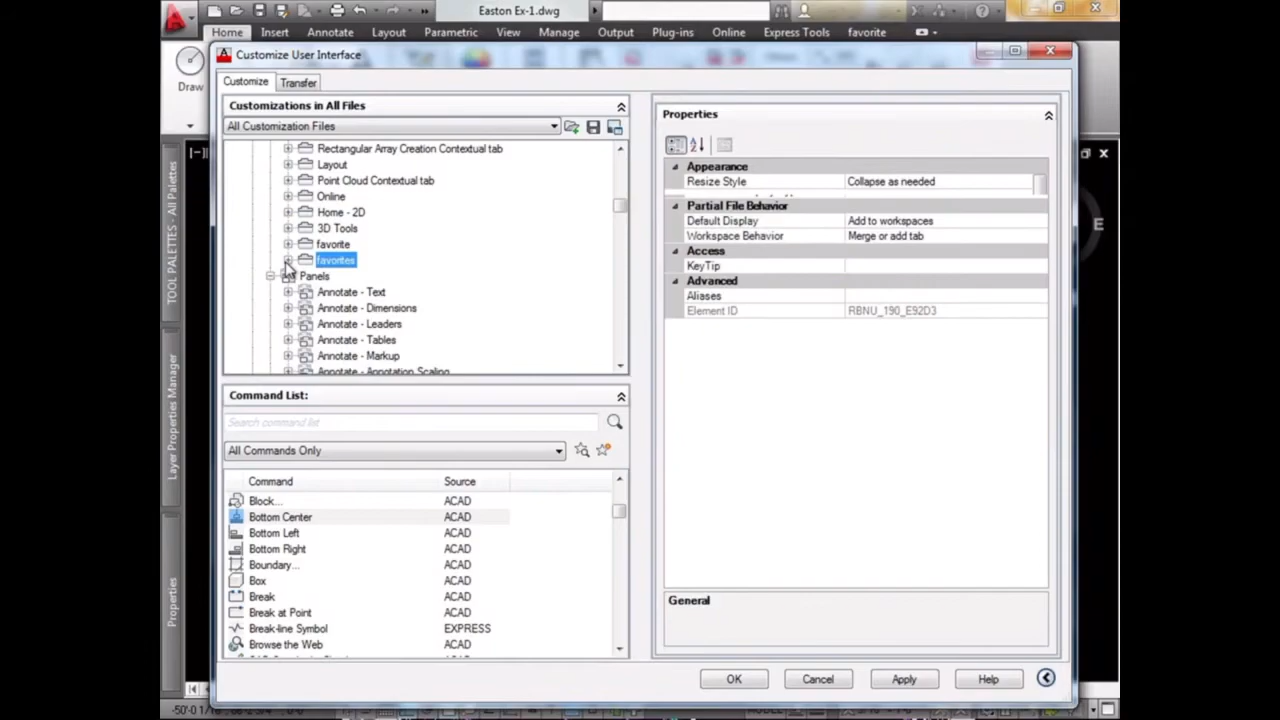 Easton Ex-1.dwg
Home Insert Annotate Layout Parametric View Manage Plug-ins Output Online Express Tools favorite
Draw
Customize User Interface
Customize Transfer
Customizations in All Files
All Customization Files
Rectangular Array Creation Contextual tab
Layout
Point Cloud Contextual tab
Online
Home - 2D
3D Tools
favorite
favorites
Panels
Annotate - Text
Annotate - Dimensions
Annotate - Leaders
Annotate - Tables
Annotate - Markup
Annotate - Annotation Scaling
Command List:
Search command list
All Commands Only
Command Source
Block... ACAD
Bottom Center ACAD
Bottom Left ACAD
Bottom Right ACAD
Boundary... ACAD
Box ACAD
Break ACAD
Break at Point ACAD
Break-line Symbol EXPRESS
Browse the Web ACAD
Properties
Appearance
Resize Style Collapse as needed
Partial File Behavior
Default Display Add to workspaces
Workspace Behavior Merge or add tab
Access
KeyTip
Advanced
Aliases
Element ID RBNU_190_E92D3
General
OK Cancel Apply Help
TOOL PALETTES - All Palettes
Layer Properties Manager
Properties
E